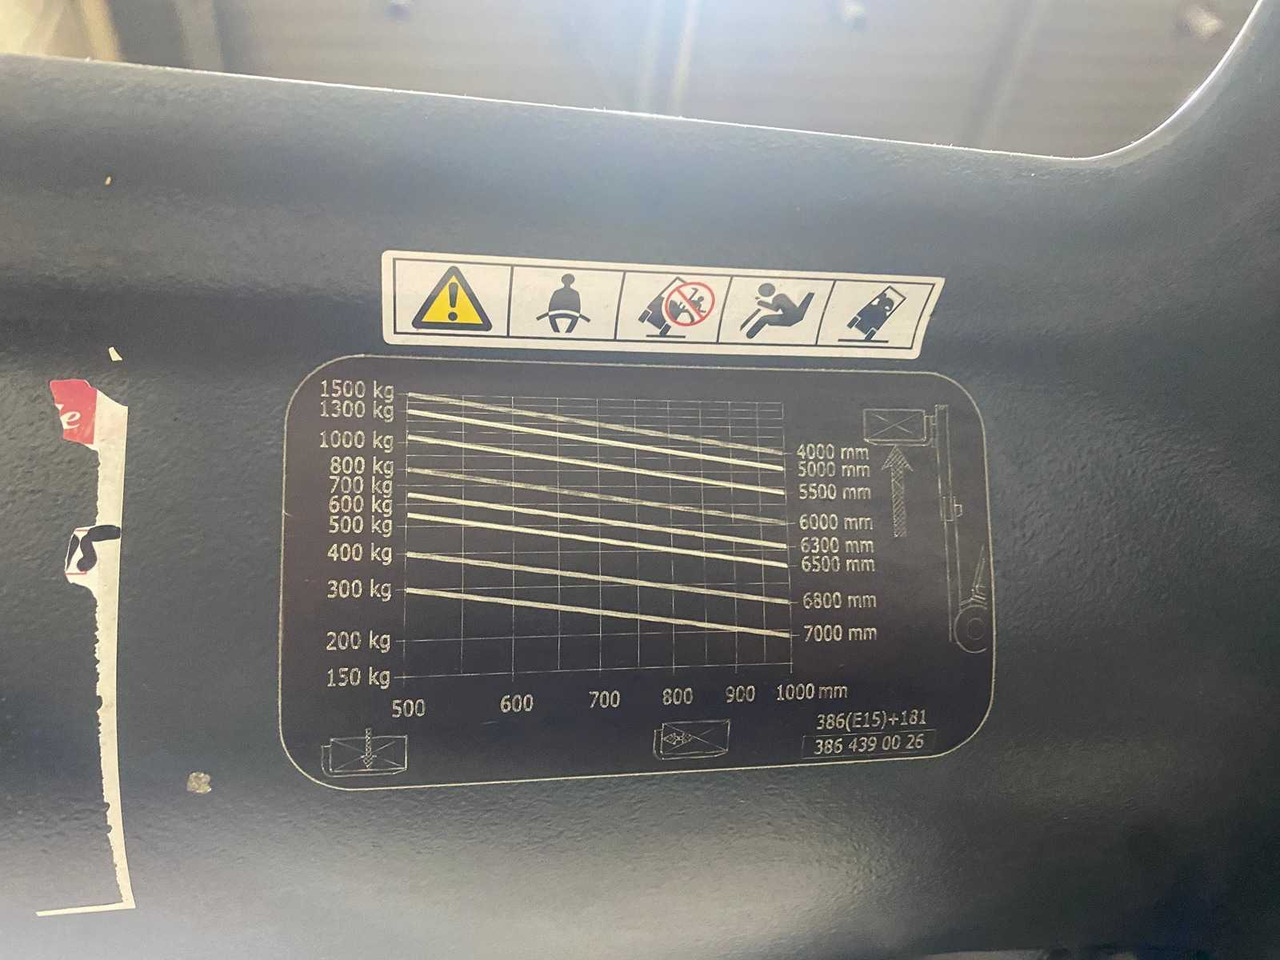 e
1500 kg
1300 kg
1000 kg
800 kg
700 kg
600 kg
500 kg
400 kg
300 kg
200 kg
150 kg
4000 mm
5000 mm
5500 mm
6000 mm
6300 mm
6500 mm
6800 mm
7000 mm
500 600 700 800 900 1000 mm
386(E15)+181
386 439 00 26